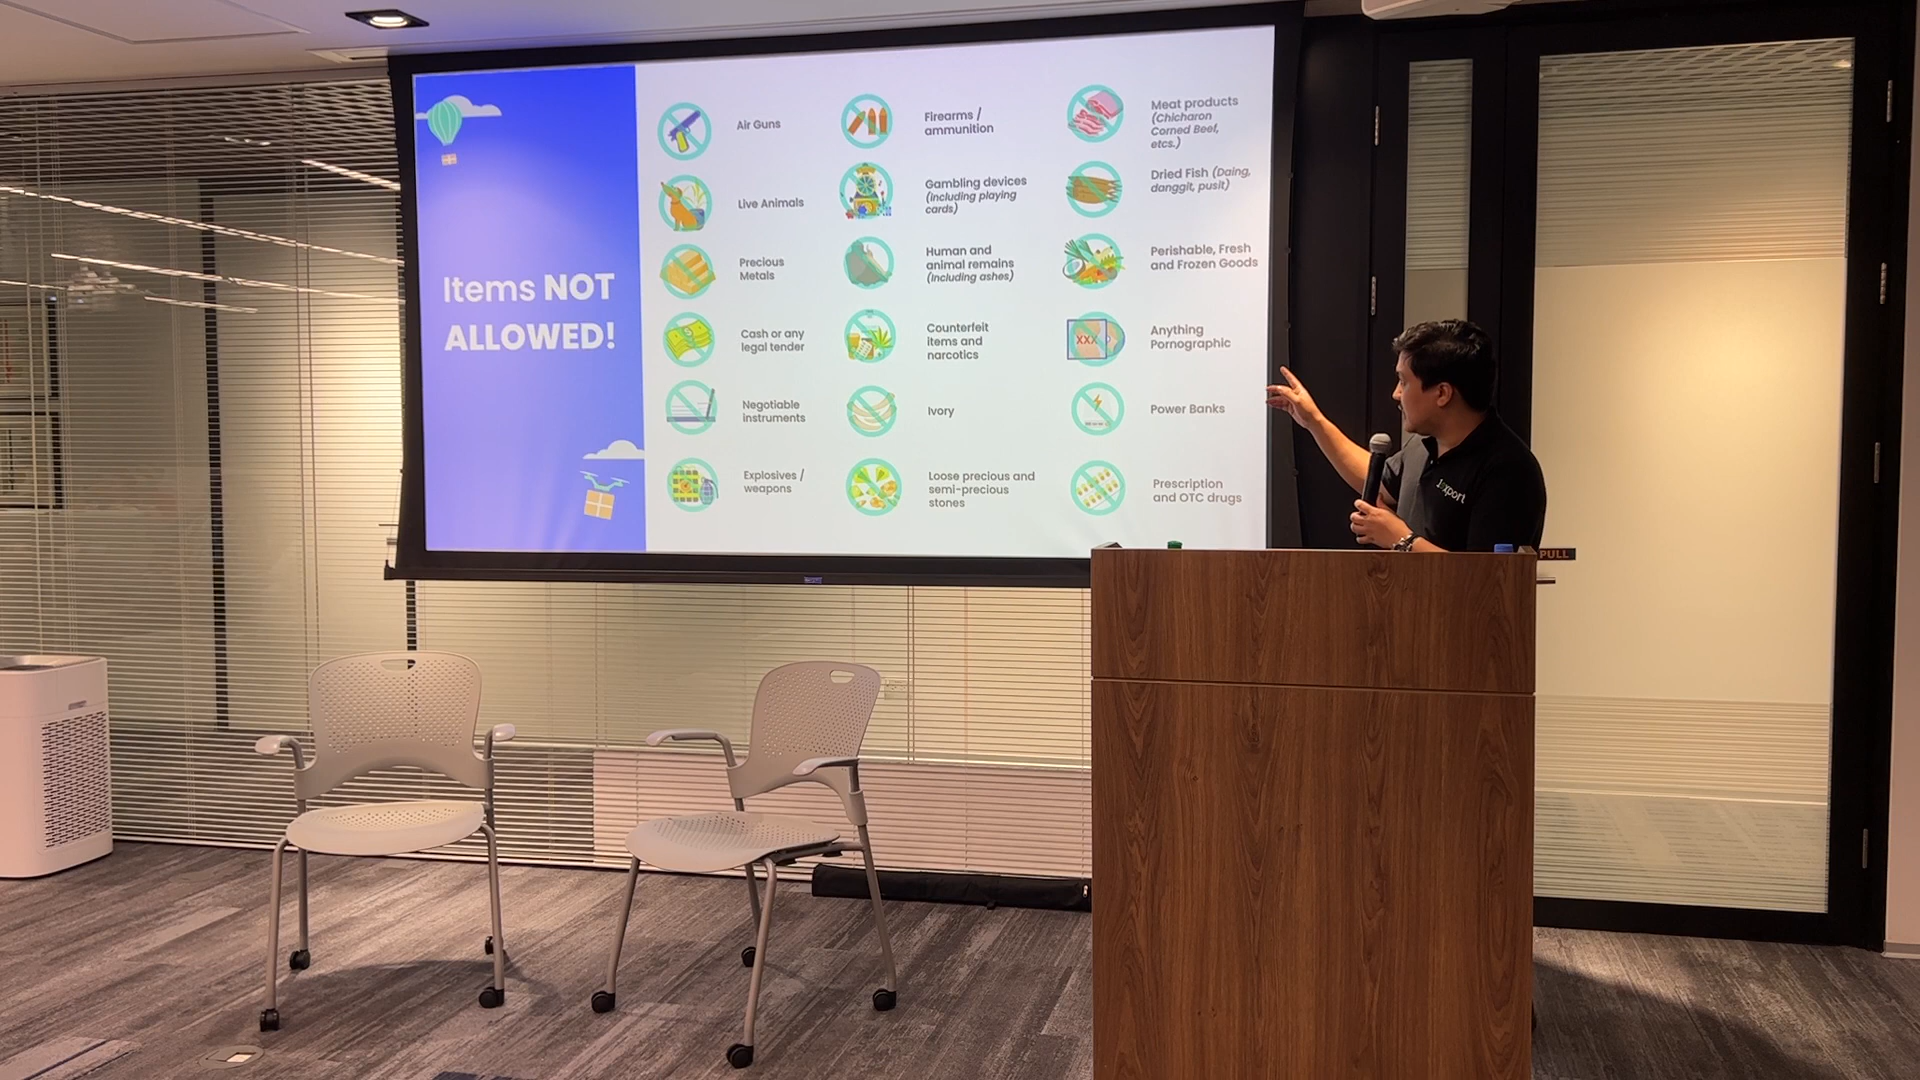 Items NOT
ALLOWED!
Air Guns
Live Animals
Precious
Metals
Cash or any
legal tender
Negotiable
instruments
Explosives /
weapons
Firearms /
ammunition
Gambling devices
(including playing
cards)
Human and
animal remains
(including ashes)
Counterfeit
items and
narcotics
Ivory
Loose precious and
semi-precious
stones
Meat products
(Chicharon
Corned Beef,
etcs.)
Dried Fish (Daing,
danggit, pusit)
Perishable, Fresh
and Frozen Goods
XXX
Anything
Pornographic
Power Banks
Prescription
and OTC drugs
1export
PULL